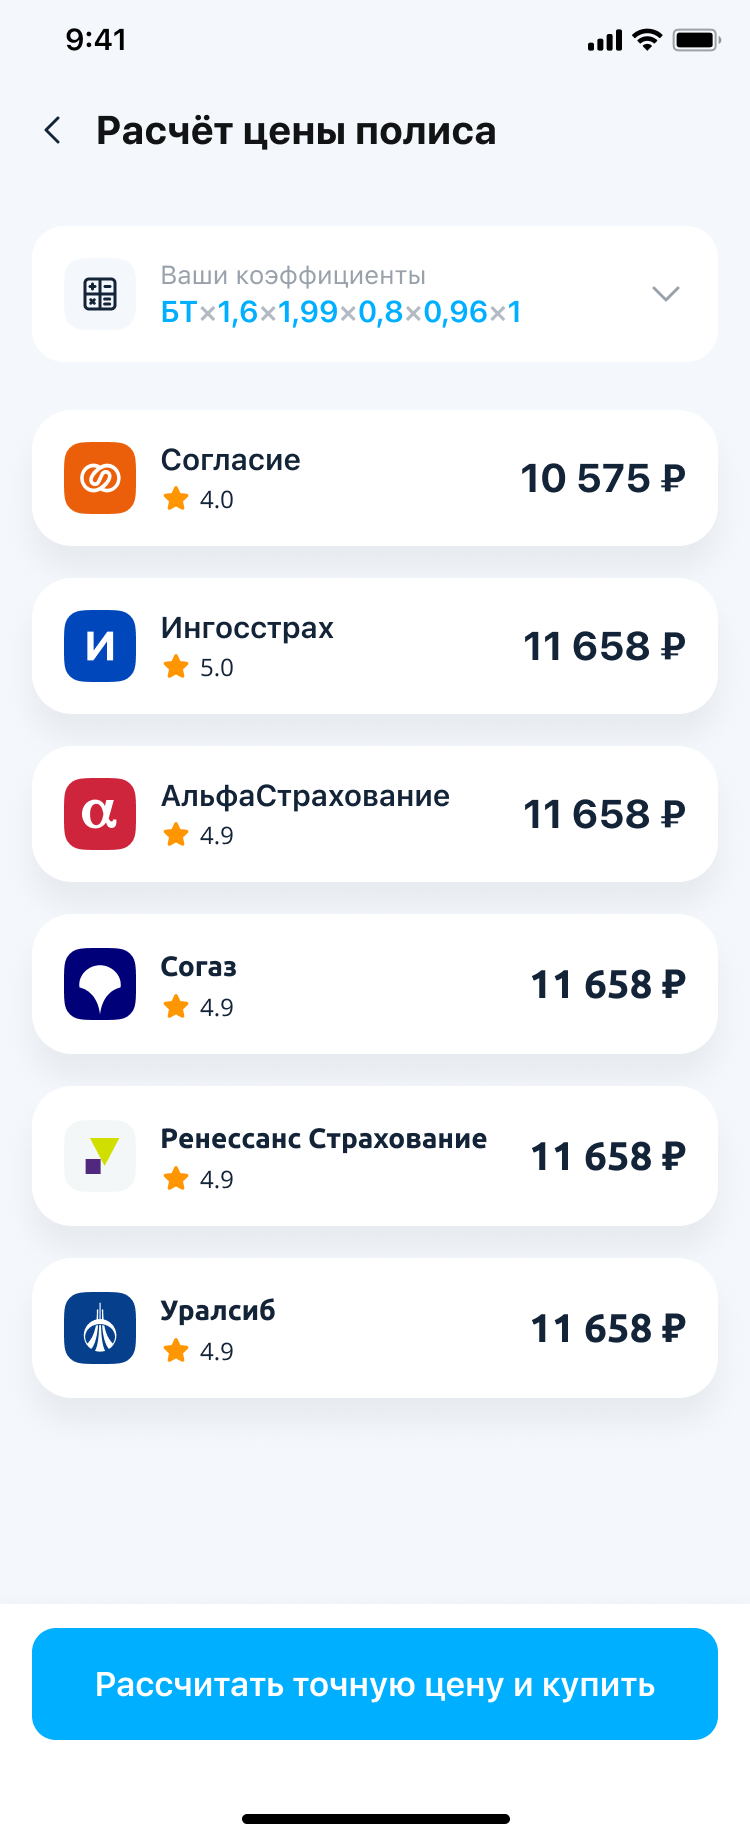 9:41
Расчёт цены полиса
Ваши коэффициенты
БТ×1,6×1,99×0,8×0,96×1
Согласие
4.0
10 575 ₽
И
Ингосстрах
5.0
11 658 ₽
α
АльфаСтрахование
4.9
11 658 ₽
Согаз
4.9
11 658 ₽
Ренессанс Страхование
4.9
11 658 ₽
Уралсиб
4.9
11 658 ₽
Рассчитать точную цену и купить